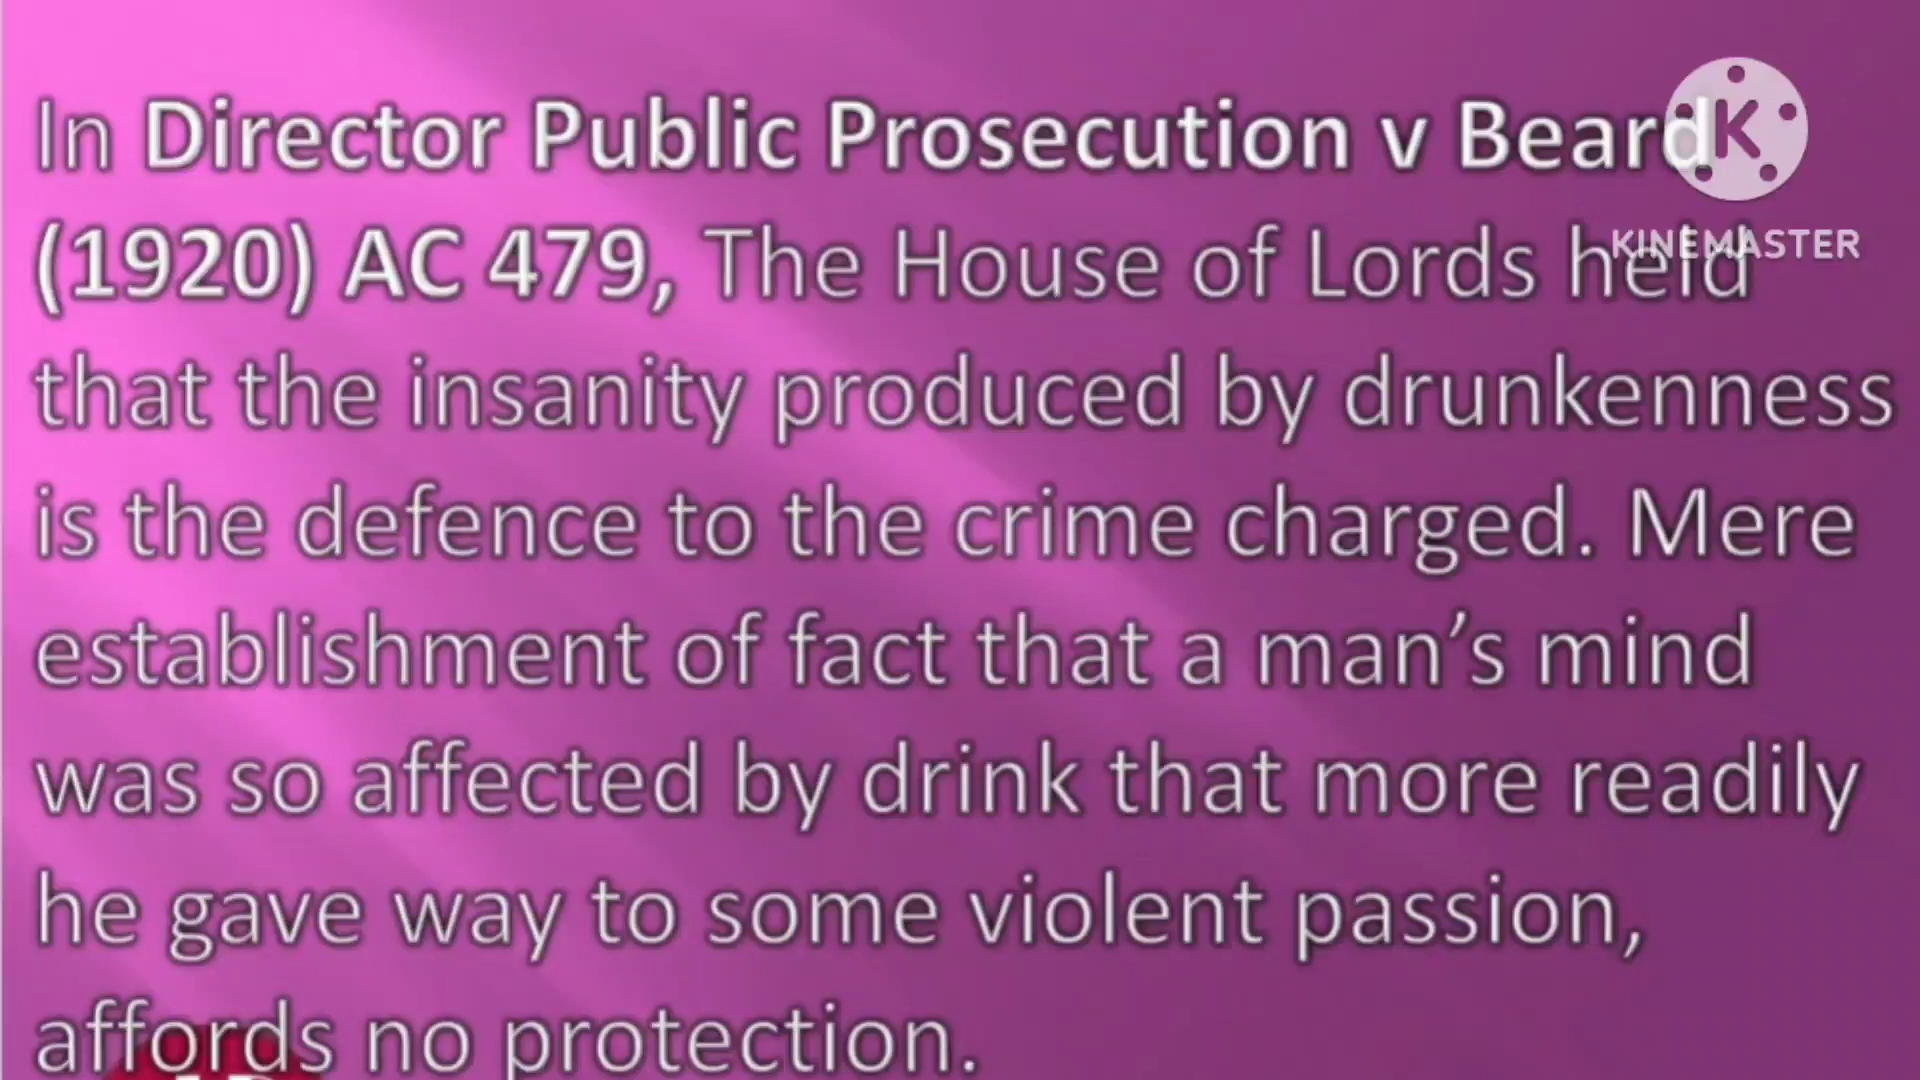 In Director Public Prosecution v Beard
(1920) AC 479, The House of Lords held
that the insanity produced by drunkenness
is the defence to the crime charged. Mere
establishment of fact that a man's mind
was so affected by drink that more readily
he gave way to some violent passion,
affords no protection.
K
KINEMASTER